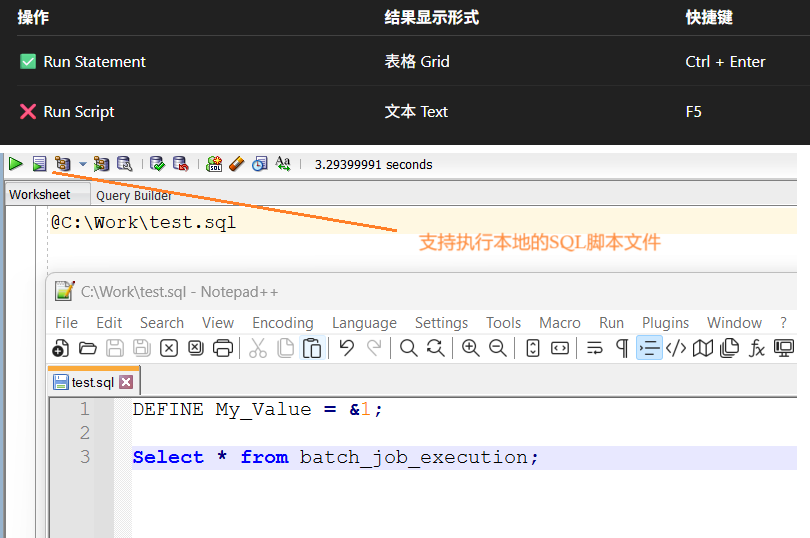 操作 结果显示形式 快捷键
✅ Run Statement 表格 Grid Ctrl + Enter
❌ Run Script 文本 Text F5
SQL Aa 3.29399991 seconds
Worksheet Query Builder
@C:\Work\test.sql
支持执行本地的SQL脚本文件
C:\Work\test.sql - Notepad++
File Edit Search View Encoding Language Settings Tools Macro Run Plugins Window ?
test.sql
1 DEFINE My_Value = &1;
2
3 Select * from batch_job_execution;